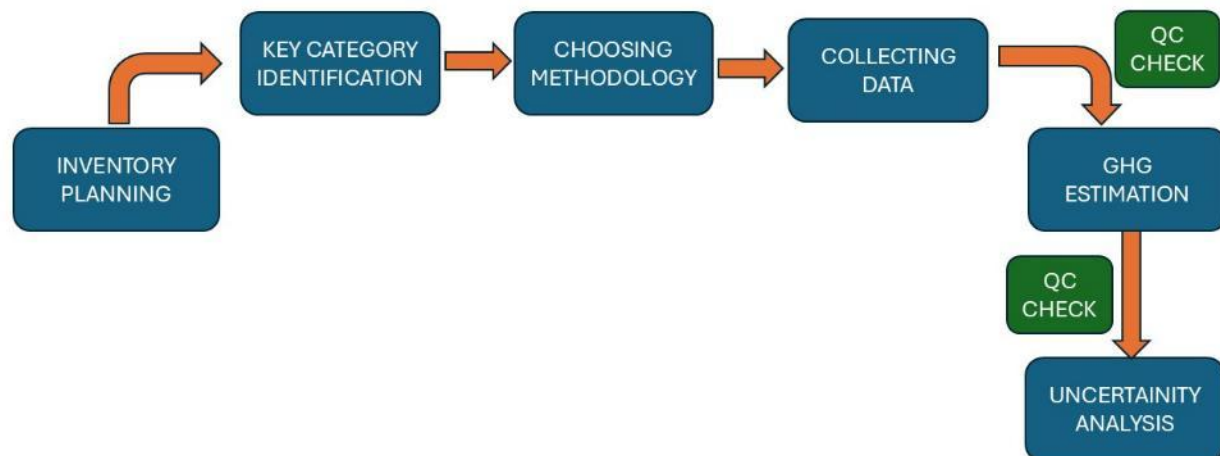 INVENTORY
PLANNING
KEY CATEGORY
IDENTIFICATION
CHOOSING
METHODOLOGY
COLLECTING
DATA
QC
CHECK
GHG
ESTIMATION
QC
CHECK
UNCERTAINITY
ANALYSIS